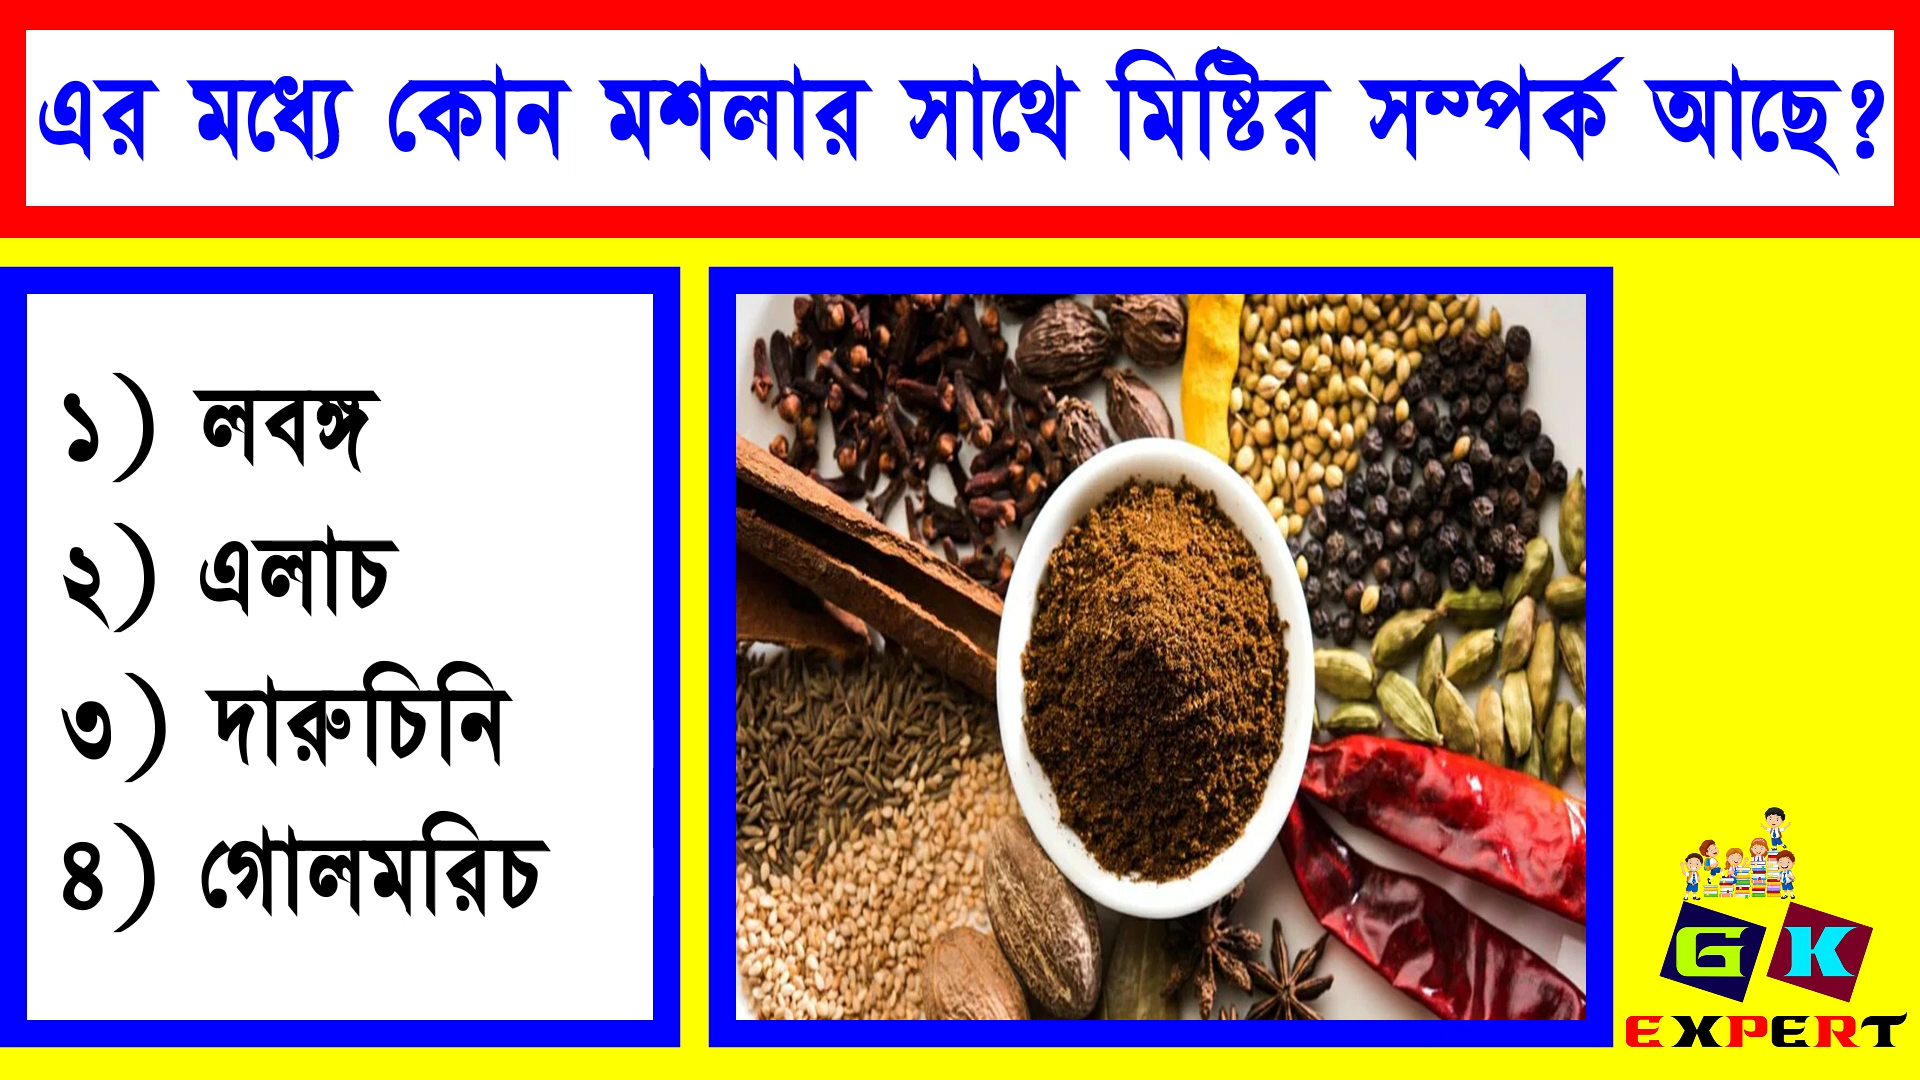 এর মধ্যে কোন মশলার সাথে মিষ্টির সম্পর্ক আছে?
১) লবঙ্গ
২) এলাচ
৩) দারুচিনি
৪) গোলমরিচ
GK
EXPERT